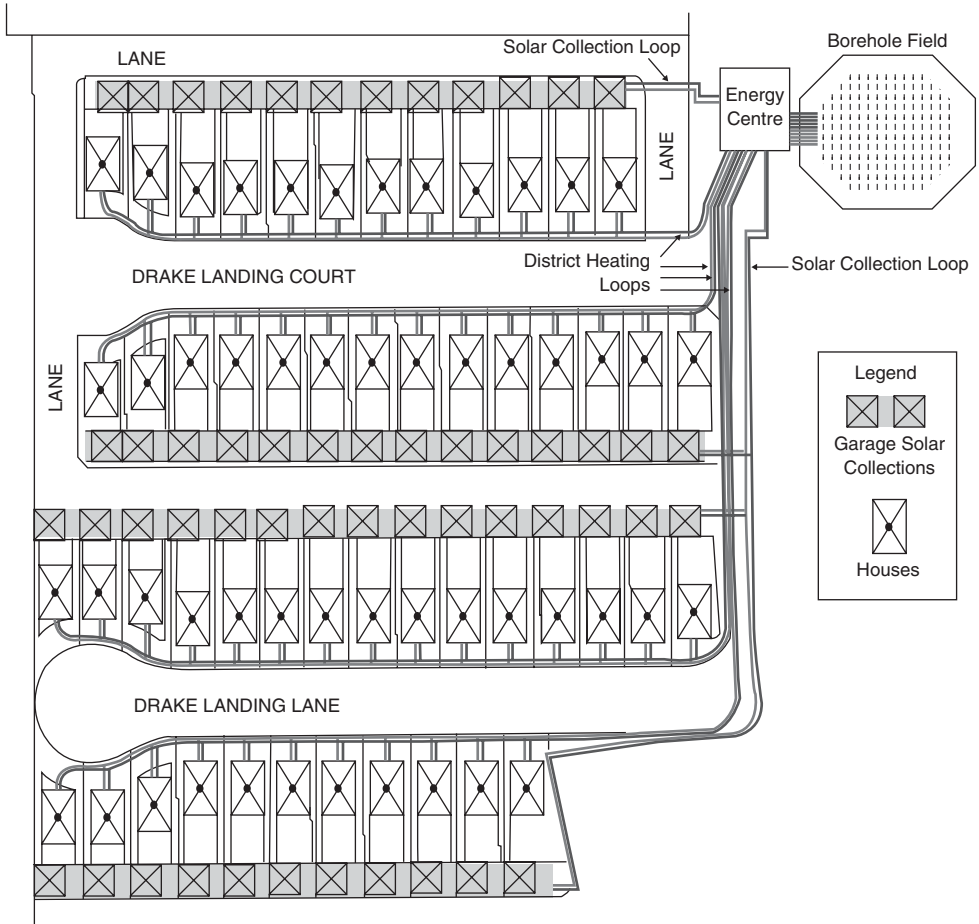 LANE
Solar Collection Loop
Borehole Field
Energy
Centre
LANE
District Heating
Loops
Solar Collection Loop
DRAKE LANDING COURT
LANE
Legend
Garage Solar
Collections
Houses
DRAKE LANDING LANE